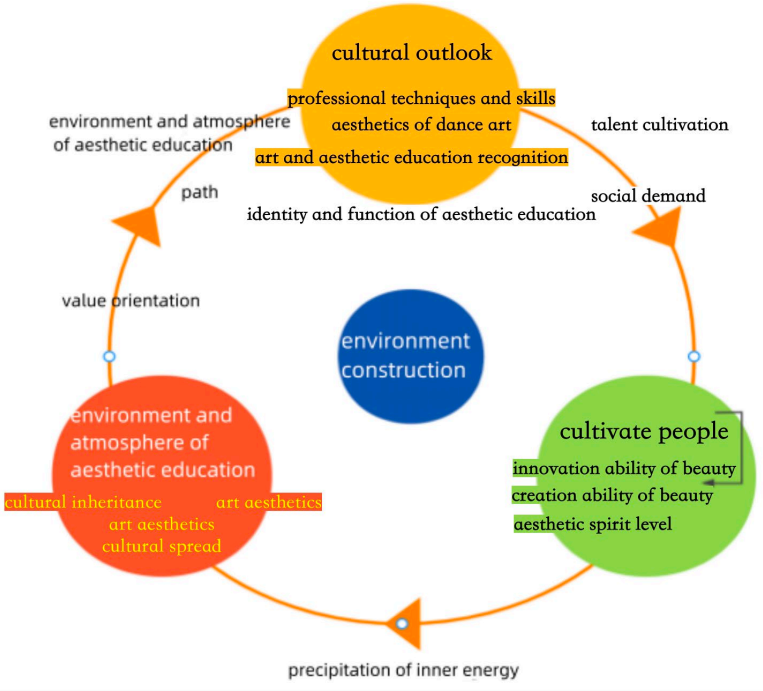 cultural outlook
professional techniques and skills
aesthetics of dance art
art and aesthetic education recognition
identity and function of aesthetic education
environment and atmosphere
of aesthetic education
path
value orientation
talent cultivation
social demand
environment
construction
environment and
atmosphere of
aesthetic education
cultural inheritance art aesthetics
art aesthetics
cultural spread
cultivate people
innovation ability of beauty
creation ability of beauty
aesthetic spirit level
precipitation of inner energy